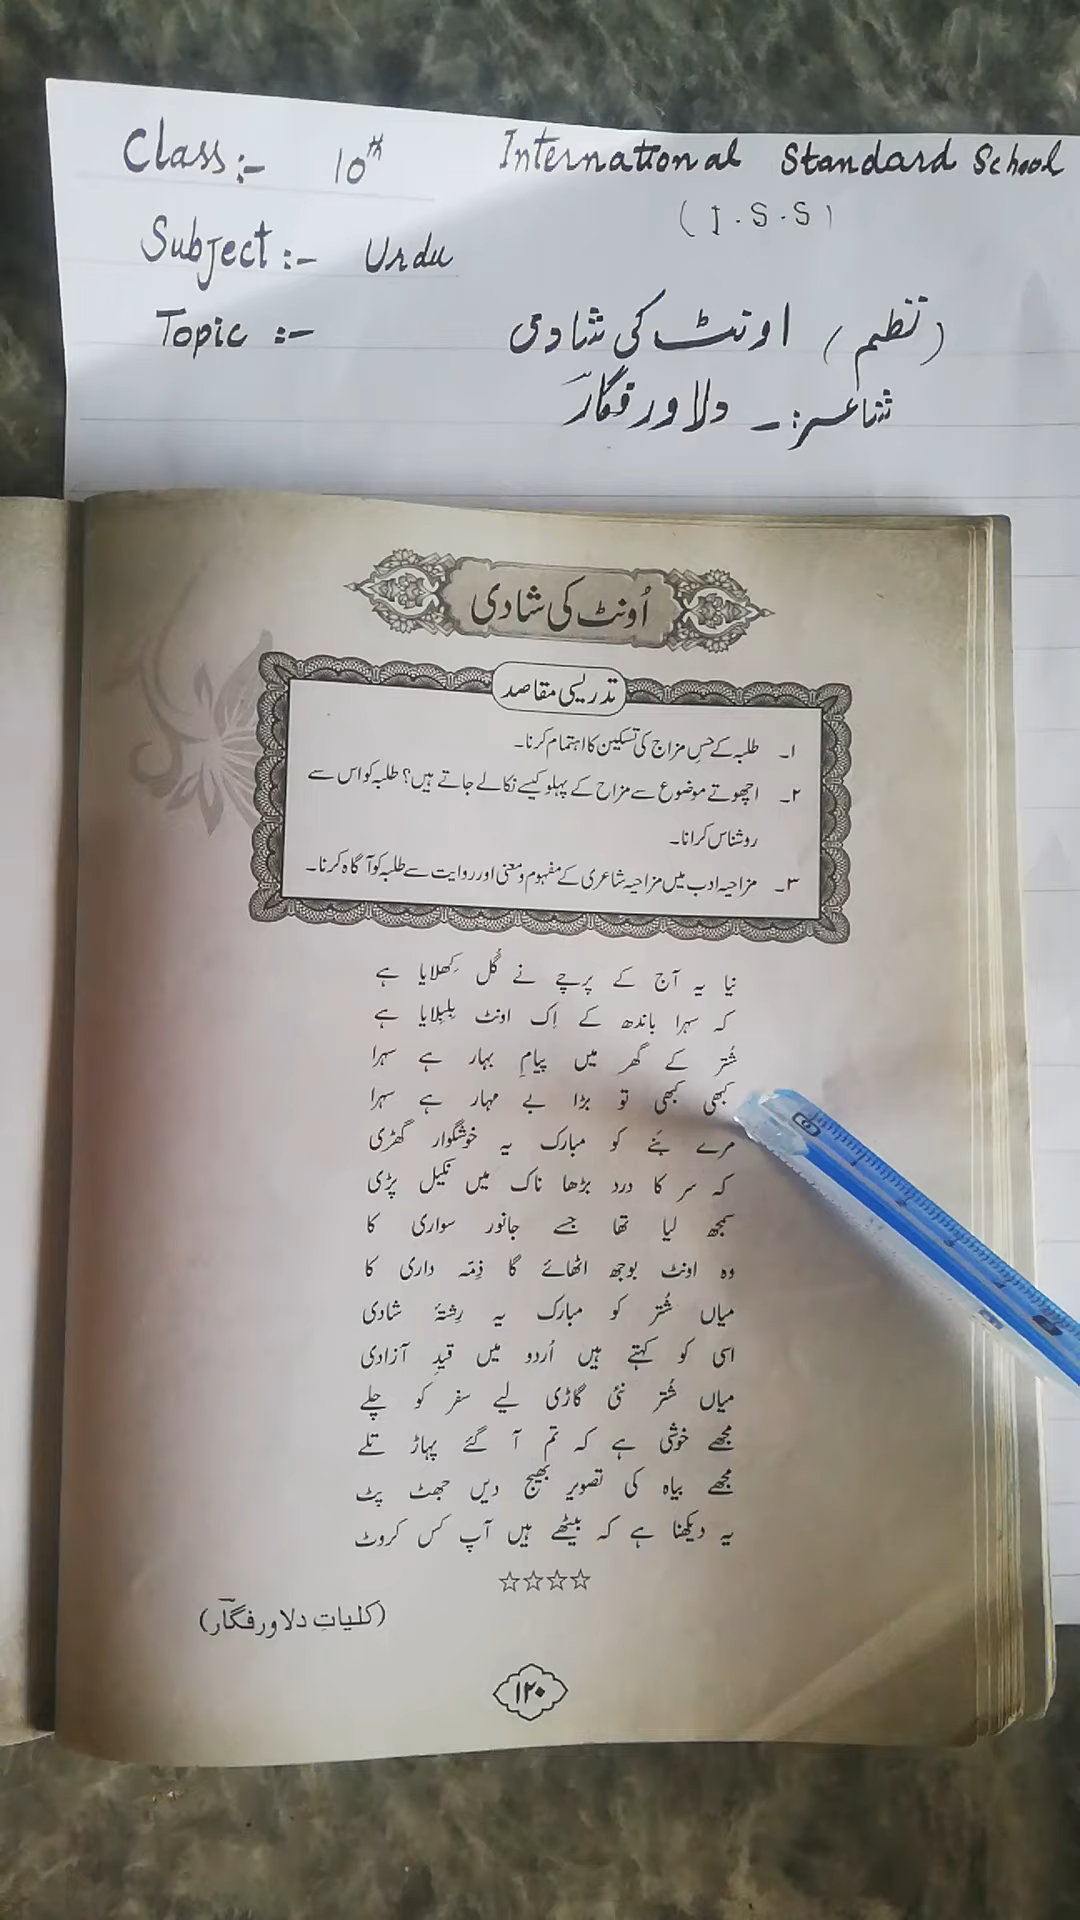 Class:- 10th International Standard School
(I.S.S)
Subject:- Urdu
Topic:- (نظم) اونٹ کی شادی
شاعر:۔ دلاور فگار
اُونٹ کی شادی
تدریسی مقاصد
۱۔ طلبہ کے حسِ مزاح کی تسکین کا اہتمام کرنا۔
۲۔ اچھوتے موضوع سے مزاح کے پہلو کیسے نکالے جاتے ہیں؟ طلبہ کو اس سے
روشناس کرانا۔
۳۔ مزاحیہ ادب میں مزاحیہ شاعری کے مفہوم و معنی اور روایت سے طلبہ کو آگاہ کرنا۔
نیا یہ آج کے پرچے نے گُل کِھلایا ہے
کہ سہرا باندھ کے اِک اونٹ بِلبِلایا ہے
شُتر کے گھر میں پیامِ بہار ہے سہرا
کبھی کبھی تو بڑا بے مہار ہے سہرا
مرے بَنے کو مبارک یہ خوشگوار گھڑی
کہ سر کا درد بڑھا ناک میں نکیل پڑی
سمجھ لیا تھا جسے جانور سواری کا
وہ اونٹ بوجھ اٹھائے گا ذِمّہ داری کا
میاں شُتر کو مبارک یہ رِشتۂ شادی
اسی کو کہتے ہیں اُردو میں قیدِ آزادی
میاں شُتر نئی گاڑی لیے سفر کو چلے
مجھے خوشی ہے کہ تم آ گئے پہاڑ تلے
مجھے بیاہ کی تصویر بھیج دیں جھٹ پٹ
یہ دیکھنا ہے کہ بیٹھے ہیں آپ کس کروٹ
☆☆☆☆
(کلیاتِ دلاور فگار)
۱۲۰